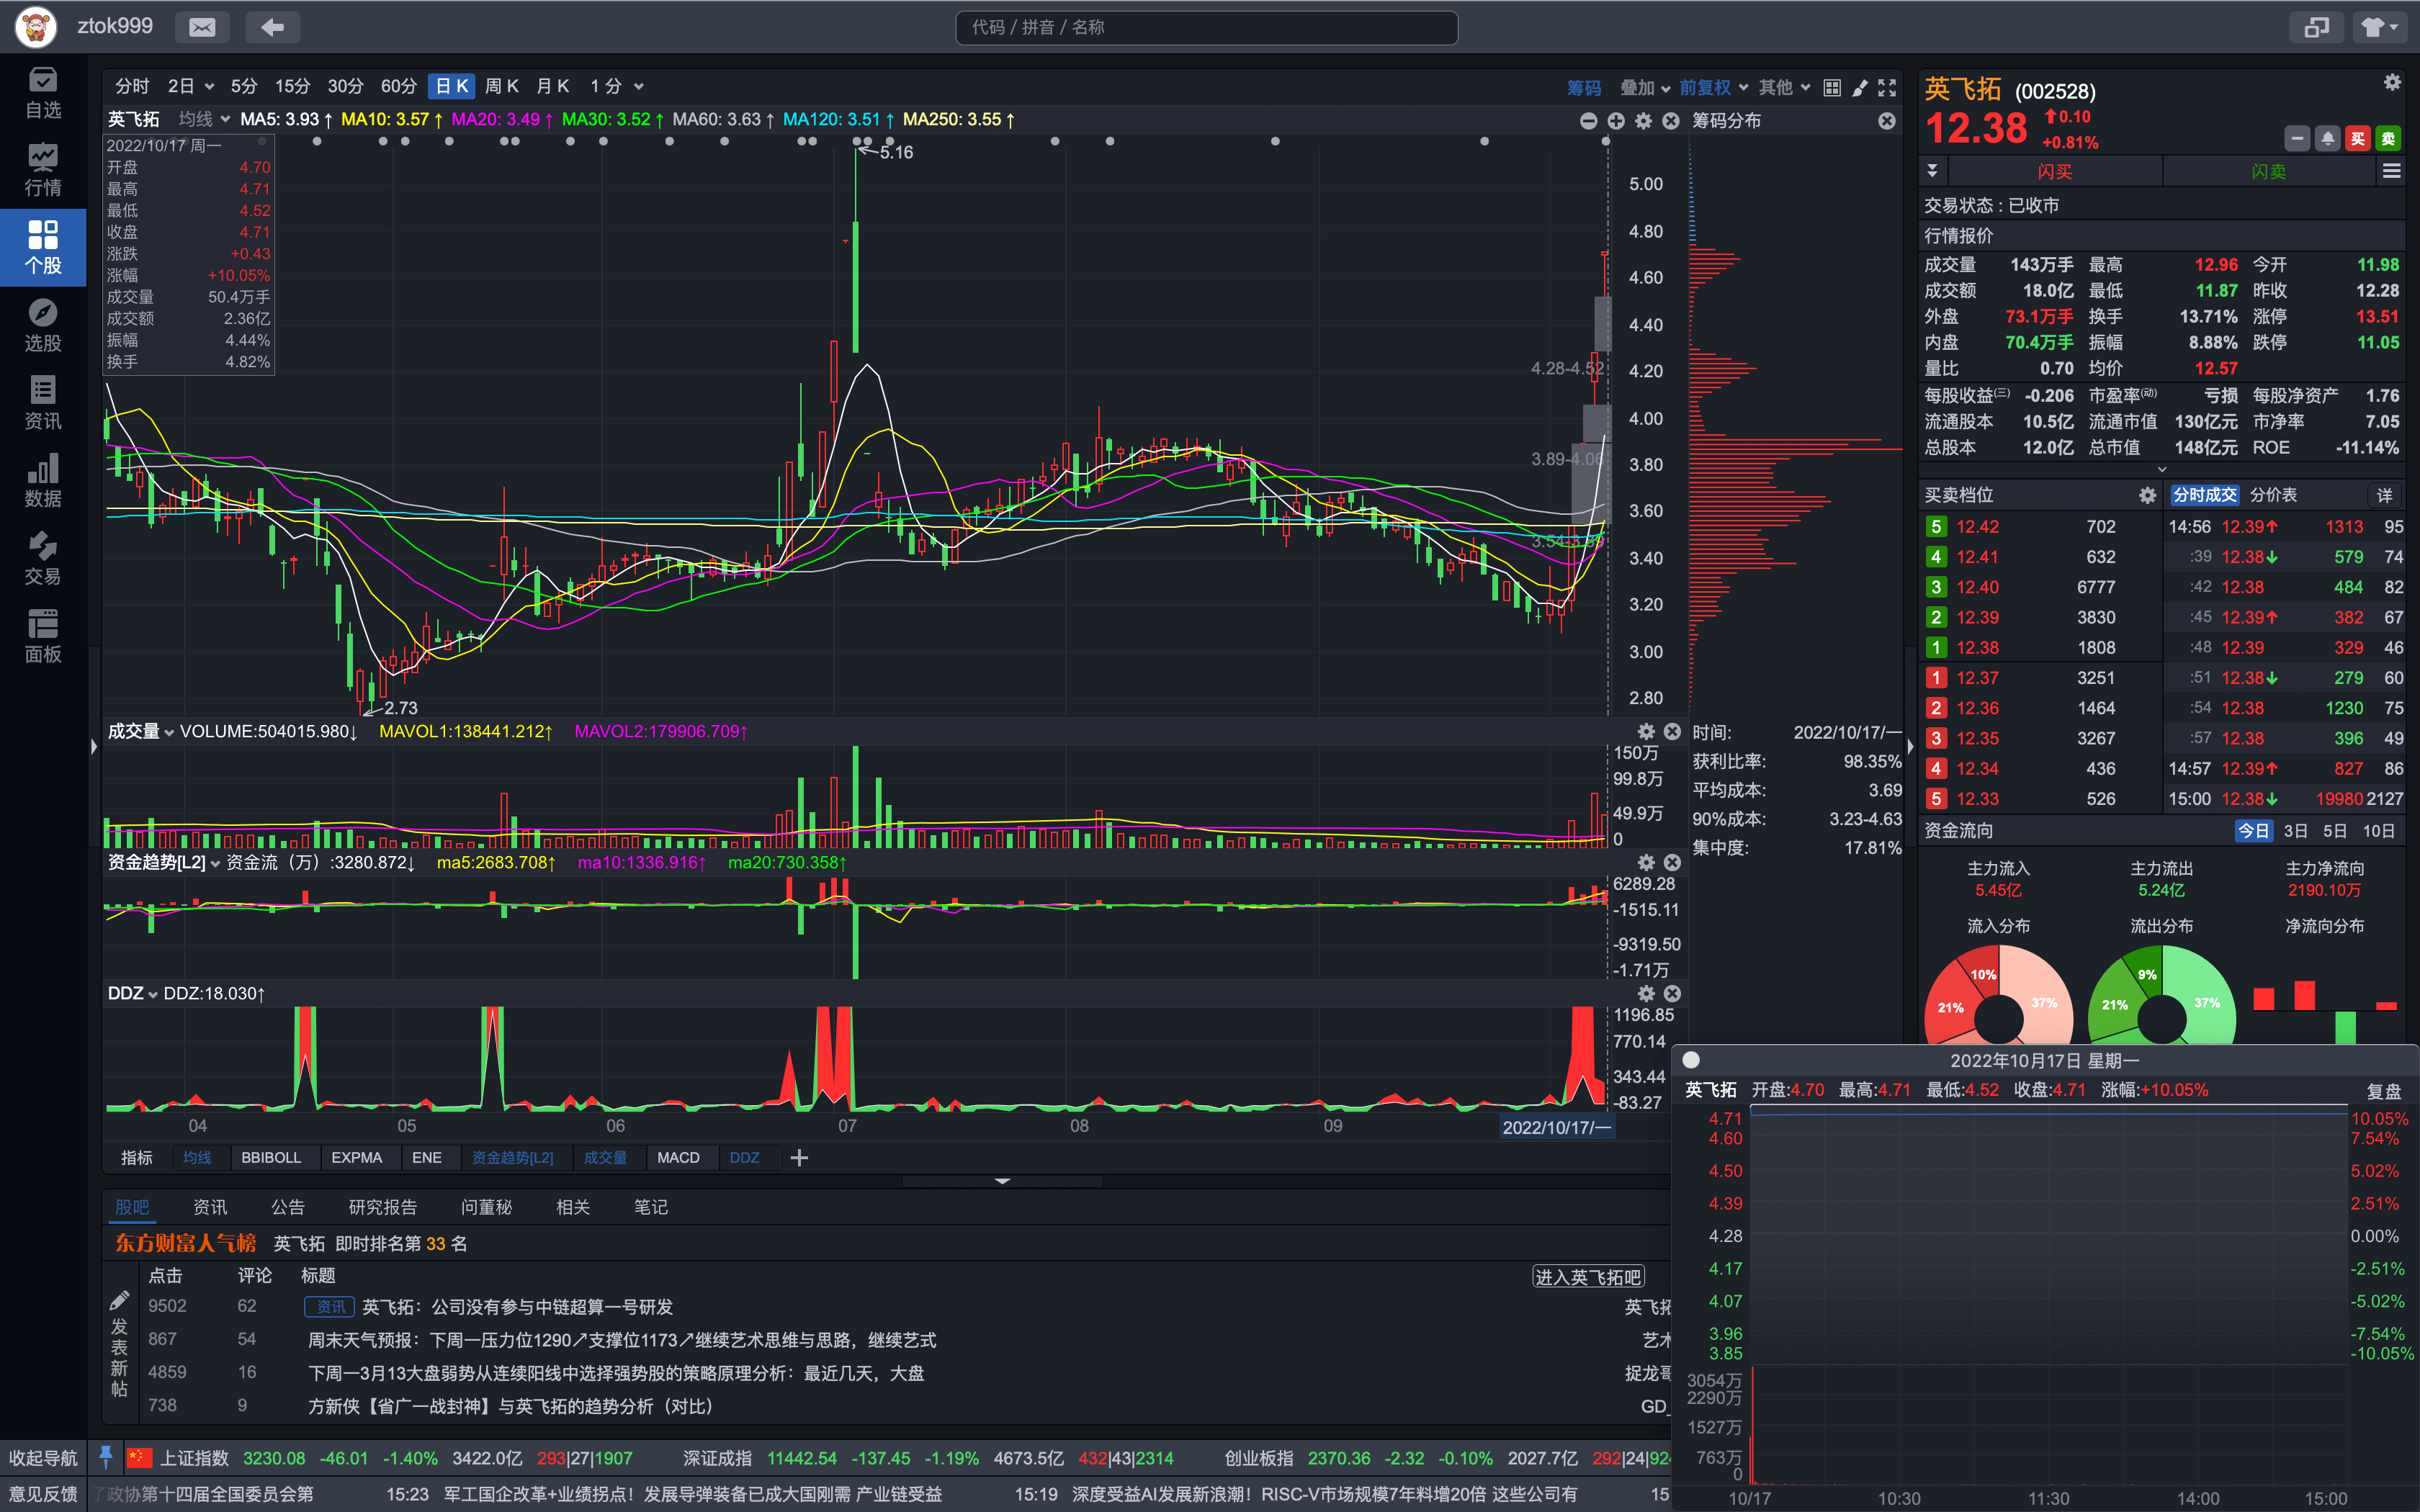 ztok999
代码 / 拼音 / 名称
自选
行情
个股
选股
资讯
数据
交易
面板
分时 2日 5分 15分 30分 60分 日K 周K 月K 1分 筹码 叠加 前复权 其他
英飞拓 均线 MA5: 3.93↑ MA10: 3.57↑ MA20: 3.49↑ MA30: 3.52↑ MA60: 3.63↑ MA120: 3.51↑ MA250: 3.55↑
筹码分布
2022/10/17 周一
开盘 4.70
最高 4.71
最低 4.52
收盘 4.71
涨跌 +0.43
涨幅 +10.05%
成交量 50.4万手
成交额 2.36亿
振幅 4.44%
换手 4.82%
5.16
5.00
4.80
4.60
4.40
4.20
4.00
3.80
3.60
3.40
3.20
3.00
2.80
4.28-4.52
3.89-4.06
2.73
成交量 VOLUME:504015.980↓ MAVOL1:138441.212↑ MAVOL2:179906.709↑
150万
99.8万
49.9万
0
资金趋势[L2] 资金流（万）:3280.872↓ ma5:2683.708↑ ma10:1336.916↑ ma20:730.358↑
6289.28
-1515.11
-9319.50
-1.71万
DDZ DDZ:18.030↑
1196.85
770.14
343.44
-83.27
04 05 06 07 08 09 2022/10/17/一
时间: 2022/10/17/一
获利比率: 98.35%
平均成本: 3.69
90%成本: 3.23-4.63
集中度: 17.81%
指标 均线 BBIBOLL EXPMA ENE 资金趋势[L2] 成交量 MACD DDZ
股吧 资讯 公告 研究报告 问董秘 相关 笔记
东方财富人气榜 英飞拓 即时排名第 33 名
点击 评论 标题 进入英飞拓吧
9502 62 资讯 英飞拓：公司没有参与中链超算一号研发 英飞拓
867 54 周末天气预报：下周一压力位1290↗支撑位1173↗继续艺术思维与思路，继续艺式 艺术
4859 16 下周一3月13大盘弱势从连续阳线中选择强势股的策略原理分析：最近几天，大盘 捉龙哥
738 9 方新侠【省广一战封神】与英飞拓的趋势分析（对比） GD_
发表新帖
英飞拓 (002528)
12.38 ↑0.10
+0.81%
买 卖
闪买 闪卖
交易状态：已收市
行情报价
成交量 143万手 最高 12.96 今开 11.98
成交额 18.0亿 最低 11.87 昨收 12.28
外盘 73.1万手 换手 13.71% 涨停 13.51
内盘 70.4万手 振幅 8.88% 跌停 11.05
量比 0.70 均价 12.57
每股收益(三) -0.206 市盈率(动) 亏损 每股净资产 1.76
流通股本 10.5亿 流通市值 130亿元 市净率 7.05
总股本 12.0亿 总市值 148亿元 ROE -11.14%
买卖档位 分时成交 分价表 详
5 12.42 702 14:56 12.39↑ 1313 95
4 12.41 632 :39 12.38↓ 579 74
3 12.40 6777 :42 12.38 484 82
2 12.39 3830 :45 12.39↑ 382 67
1 12.38 1808 :48 12.39 329 46
1 12.37 3251 :51 12.38↓ 279 60
2 12.36 1464 :54 12.38 1230 75
3 12.35 3267 :57 12.38 396 49
4 12.34 436 14:57 12.39↑ 827 86
5 12.33 526 15:00 12.38↓ 19980 2127
资金流向 今日 3日 5日 10日
主力流入 主力流出 主力净流向
5.45亿 5.24亿 2190.10万
流入分布 流出分布 净流向分布
10% 21% 37%
9% 21% 37%
2022年10月17日 星期一
英飞拓 开盘:4.70 最高:4.71 最低:4.52 收盘:4.71 涨幅:+10.05% 复盘
4.71 10.05%
4.60 7.54%
4.50 5.02%
4.39 2.51%
4.28 0.00%
4.17 -2.51%
4.07 -5.02%
3.96 -7.54%
3.85 -10.05%
3054万
2290万
1527万
763万
0
10/17 10:30 11:30 14:00 15:00
收起导航 上证指数 3230.08 -46.01 -1.40% 3422.0亿 293|27|1907 深证成指 11442.54 -137.45 -1.19% 4673.5亿 432|43|2314 创业板指 2370.36 -2.32 -0.10% 2027.7亿 292|24|92
意见反馈 了政协第十四届全国委员会第 15:23 军工国企改革+业绩拐点！发展导弹装备已成大国刚需 产业链受益 15:19 深度受益AI发展新浪潮！RISC-V市场规模7年料增20倍 这些公司有 15